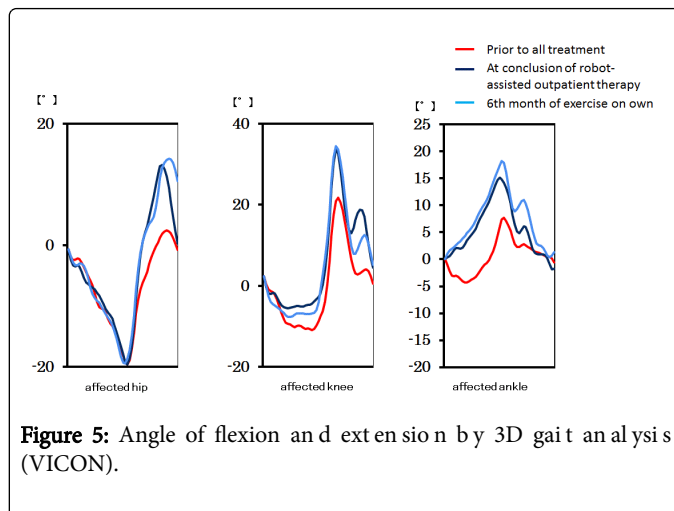 Prior to all treatment
At conclusion of robot-
assisted outpatient therapy
6th month of exercise on own
【°】
【°】
【°】
20
0
-20
affected hip
40
20
0
-20
affected knee
25
20
15
10
5
0
-5
+10
-15
-20
affected ankle
Figure 5: Angle of flexion and extension by 3D gait analysis
(VICON).